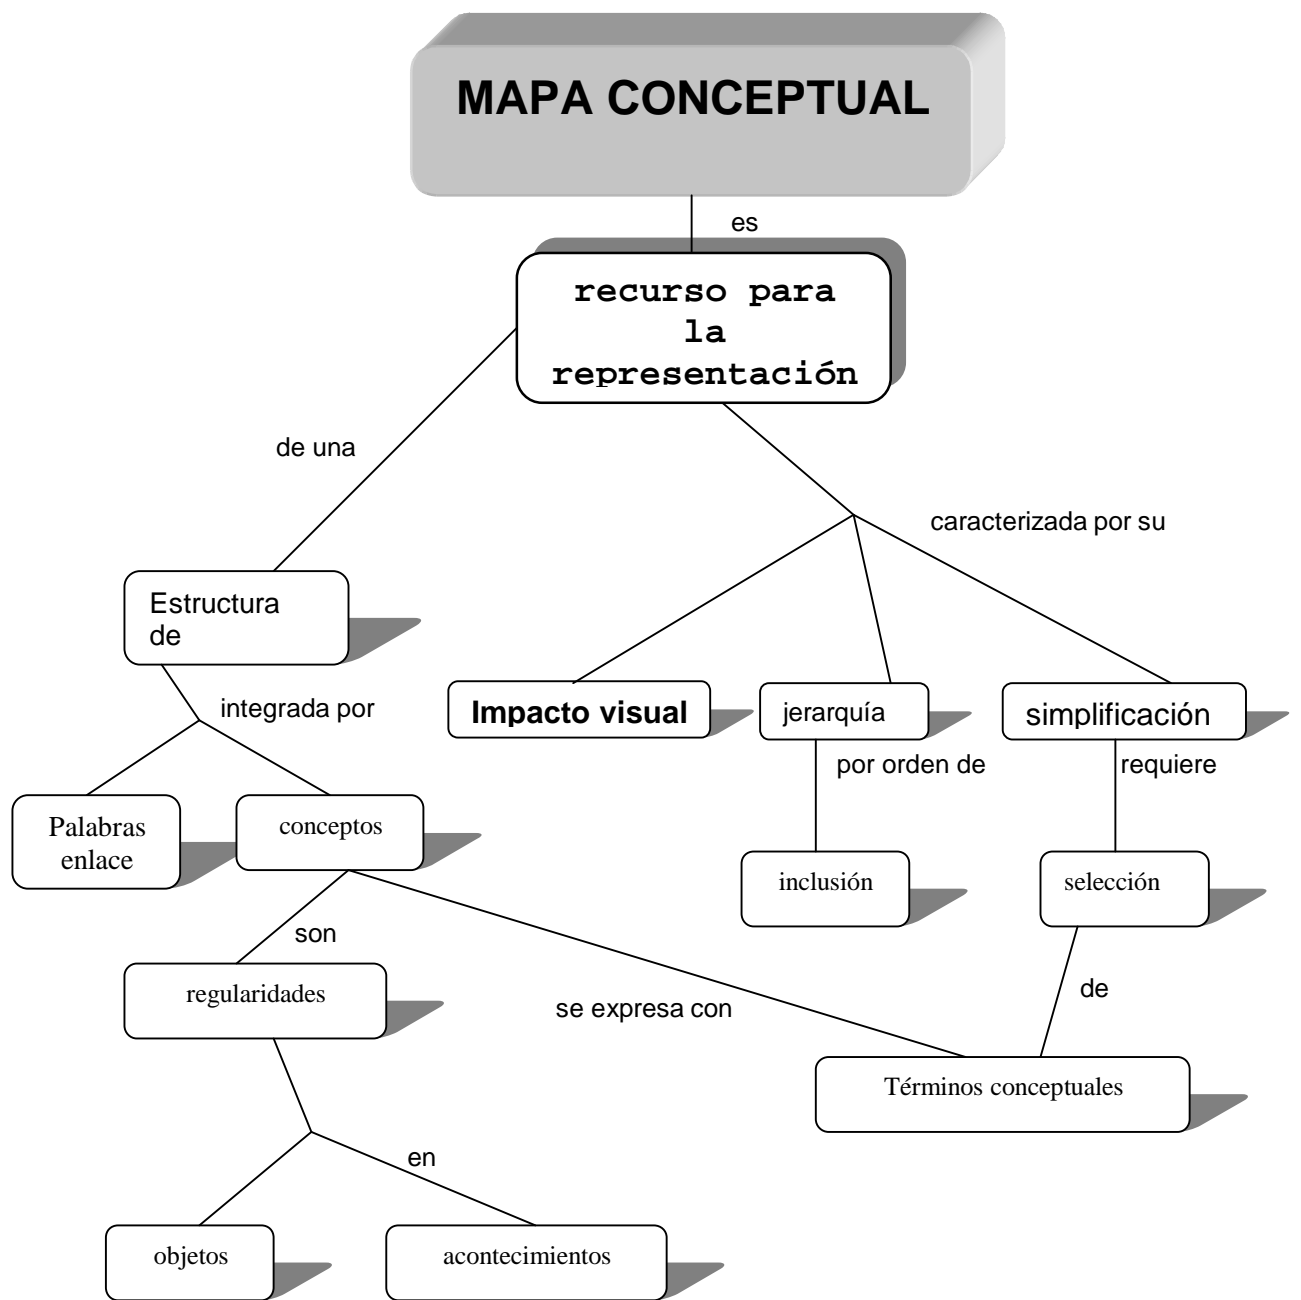 MAPA CONCEPTUAL
es
recurso para
la
representación
de una
caracterizada por su
Estructura
de
integrada por
Impacto visual
jerarquía
simplificación
por orden de
requiere
Palabras
enlace
conceptos
inclusión
selección
son
regularidades
se expresa con
de
Términos conceptuales
en
objetos
acontecimientos